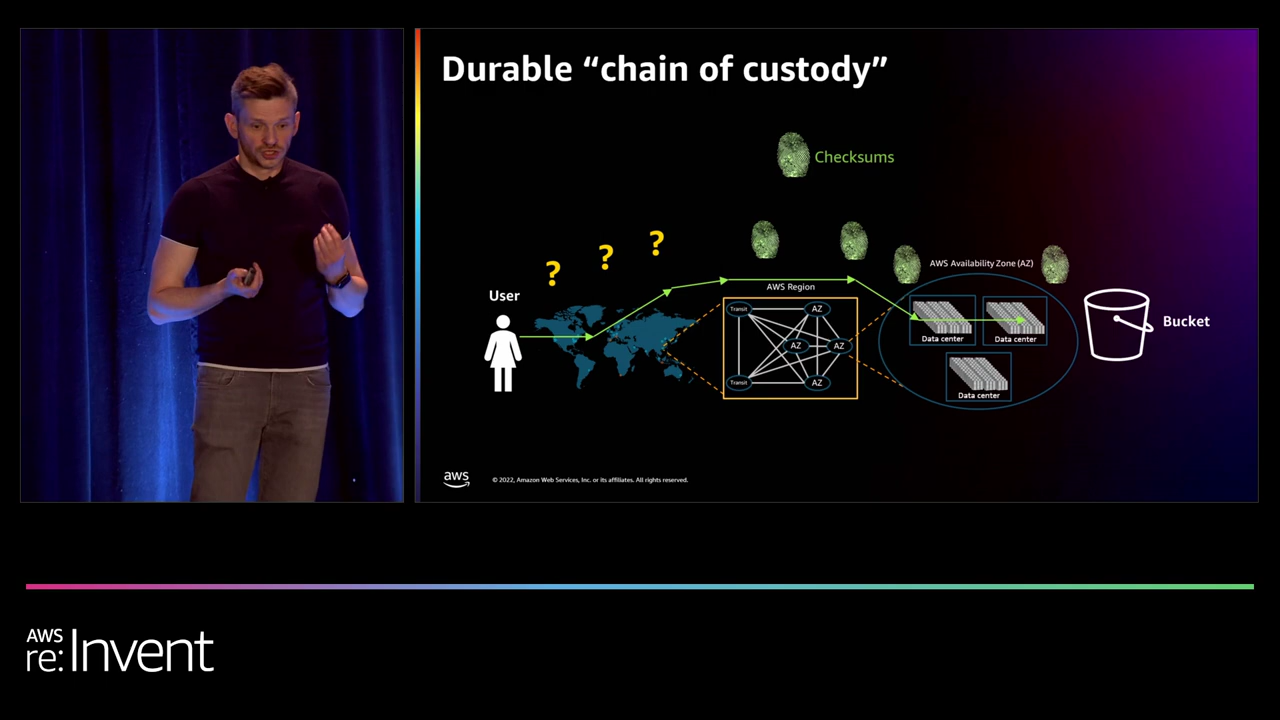 Durable “chain of custody”
Checksums
? ? ?
AWS Availability Zone (AZ)
User
AWS Region
Transit
AZ
AZ
AZ
Transit
AZ
Data center
Data center
Data center
Bucket
aws
© 2022, Amazon Web Services, Inc. or its affiliates. All rights reserved.
AWS
re:Invent